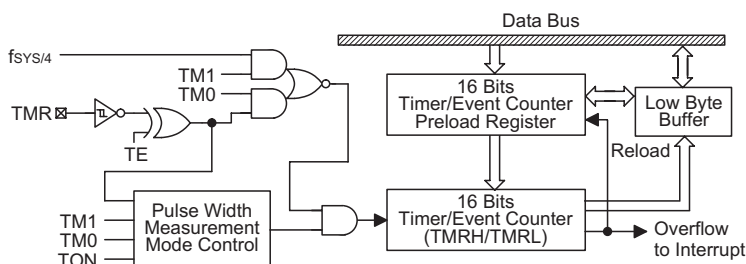 Data Bus
fSYS/4
TM1
TM0
TMR
TE
16 Bits
Timer/Event Counter
Preload Register
Low Byte
Buffer
Reload
TM1
TM0
TON
Pulse Width
Measurement
Mode Control
16 Bits
Timer/Event Counter
(TMRH/TMRL)
Overflow
to Interrupt